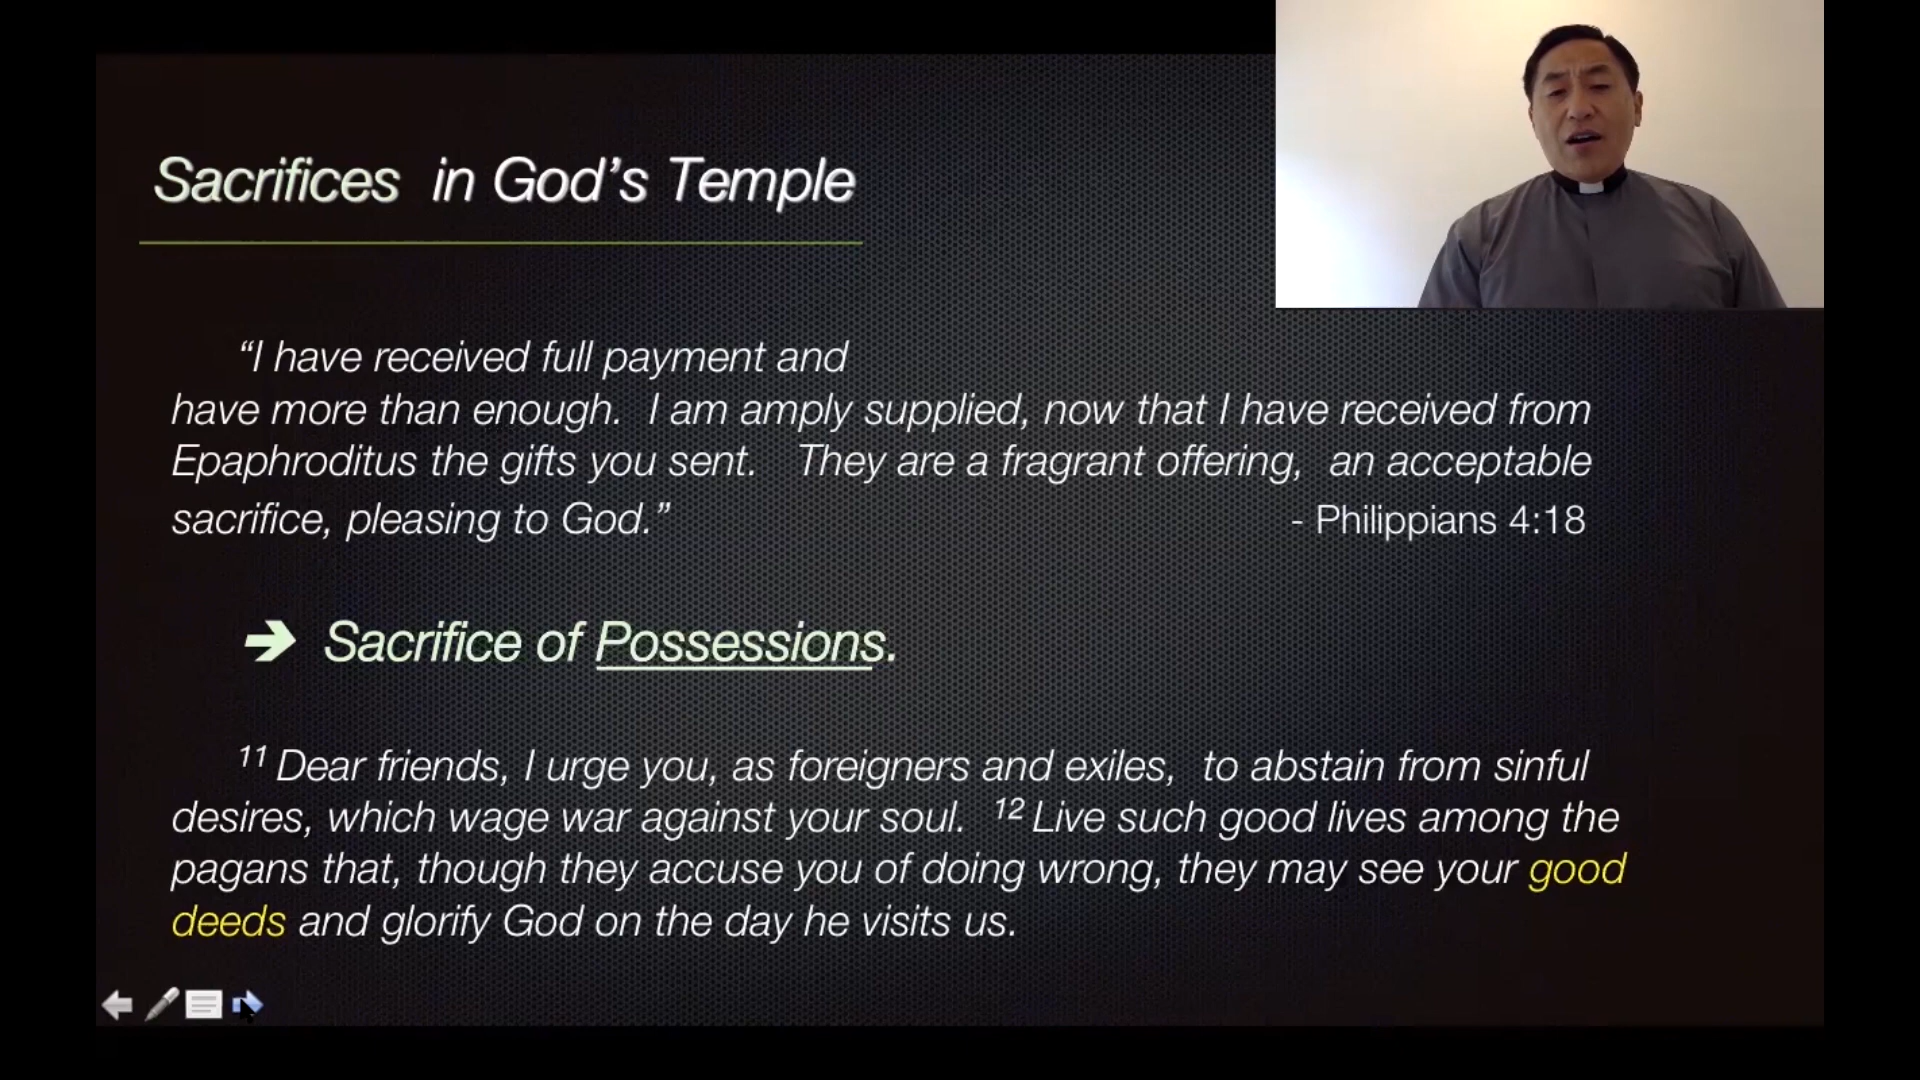 Sacrifices in God’s Temple
“I have received full payment and
have more than enough. I am amply supplied, now that I have received from
Epaphroditus the gifts you sent. They are a fragrant offering, an acceptable
sacrifice, pleasing to God.” - Philippians 4:18
➔ Sacrifice of Possessions.
11 Dear friends, I urge you, as foreigners and exiles, to abstain from sinful
desires, which wage war against your soul. 12 Live such good lives among the
pagans that, though they accuse you of doing wrong, they may see your good
deeds and glorify God on the day he visits us.